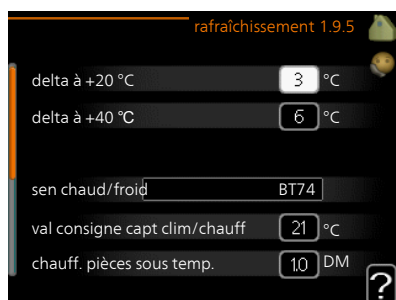 rafraîchissement 1.9.5
delta à +20 °C 3 °C
delta à +40 °C 6 °C
sen chaud/froid BT74
val consigne capt clim/chauff 21 °C
chauff. pièces sous temp. 1.0 DM
?